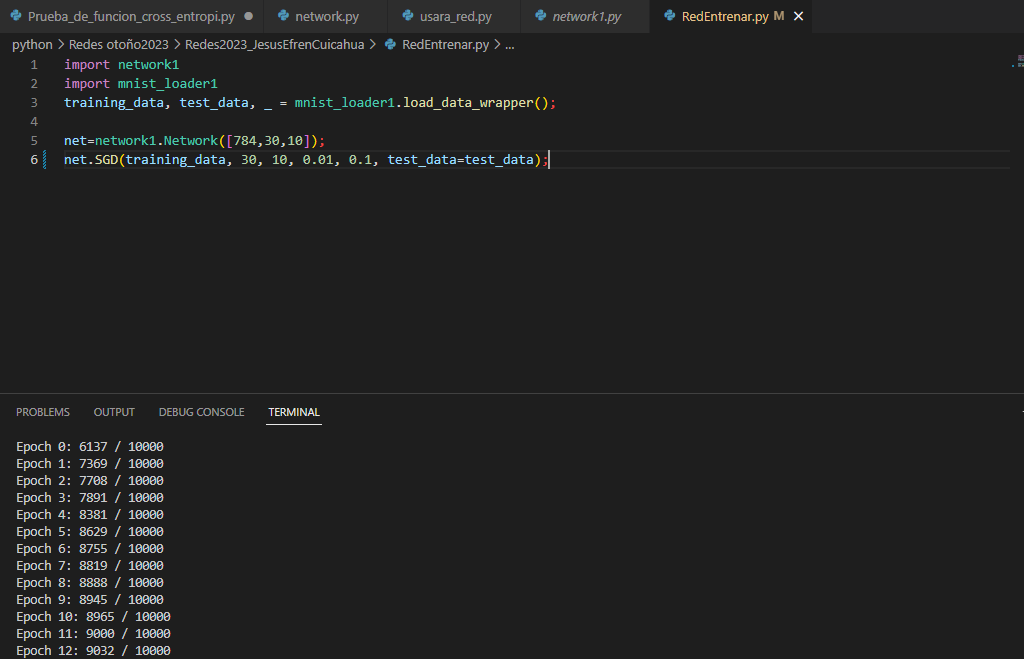 Prueba_de_funcion_cross_entropi.py network.py usara_red.py network1.py RedEntrenar.py M
python > Redes otoño2023 > Redes2023_JesusEfrenCuicahua > RedEntrenar.py > ...
1 import network1
2 import mnist_loader1
3 training_data, test_data, _ = mnist_loader1.load_data_wrapper();
4
5 net=network1.Network([784,30,10]);
6 net.SGD(training_data, 30, 10, 0.01, 0.1, test_data=test_data);
PROBLEMS OUTPUT DEBUG CONSOLE TERMINAL
Epoch 0: 6137 / 10000
Epoch 1: 7369 / 10000
Epoch 2: 7708 / 10000
Epoch 3: 7891 / 10000
Epoch 4: 8381 / 10000
Epoch 5: 8629 / 10000
Epoch 6: 8755 / 10000
Epoch 7: 8819 / 10000
Epoch 8: 8888 / 10000
Epoch 9: 8945 / 10000
Epoch 10: 8965 / 10000
Epoch 11: 9000 / 10000
Epoch 12: 9032 / 10000